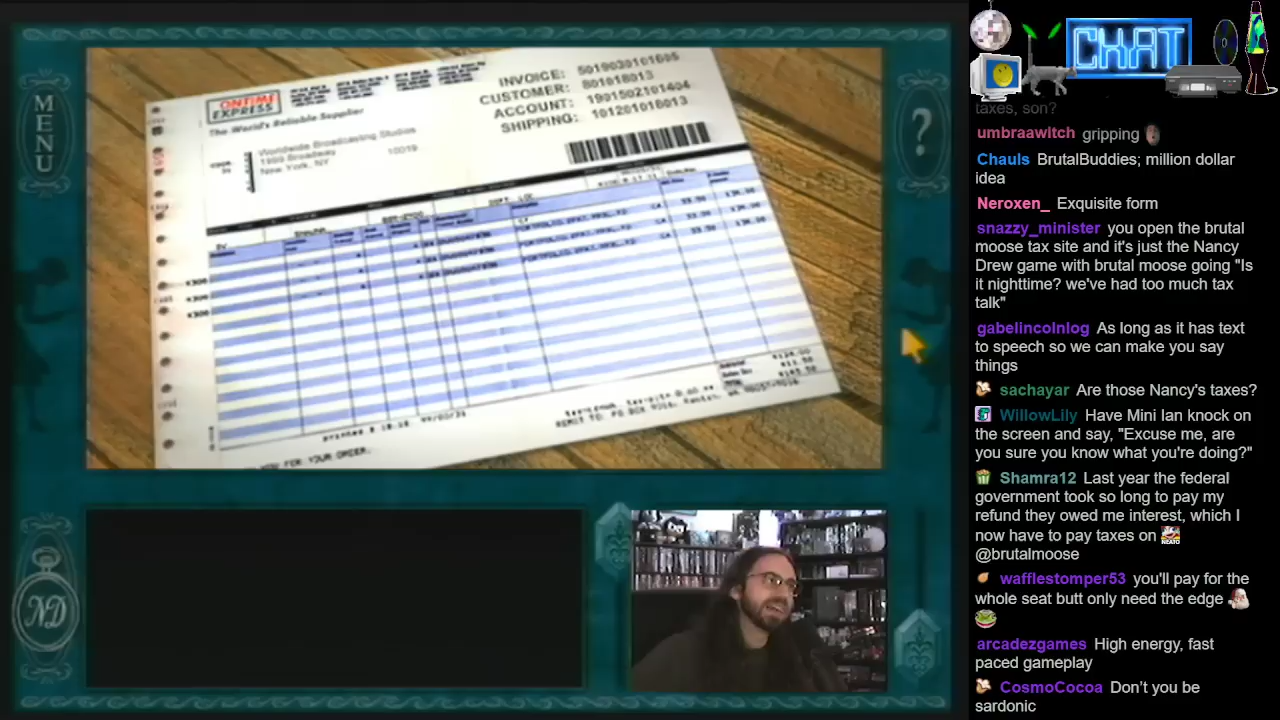 MENU
?
ND
ONTIME
EXPRESS
The World's Reliable Supplier
INVOICE: 5019030101605
CUSTOMER: 801018013
ACCOUNT: 1991502101404
SHIPPING: 101201018013
Worldwide Broadcasting Studios
1999 Broadway
New York, NY 10019
YOU FOR YOUR ORDER.
CHAT
taxes, son?
umbraawitch gripping
Chauls BrutalBuddies; million dollar
idea
Neroxen_ Exquisite form
snazzy_minister you open the brutal
moose tax site and it's just the Nancy
Drew game with brutal moose going "Is
it nighttime? we've had too much tax
talk"
gabelincolnlog As long as it has text
to speech so we can make you say
things
sachayar Are those Nancy's taxes?
WillowLily Have Mini Ian knock on
the screen and say, "Excuse me, are
you sure you know what you're doing?"
Shamra12 Last year the federal
government took so long to pay my
refund they owed me interest, which I
now have to pay taxes on
@brutalmoose
wafflestomper53 you'll pay for the
whole seat butt only need the edge
arcadezgames High energy, fast
paced gameplay
CosmoCocoa Don't you be
sardonic